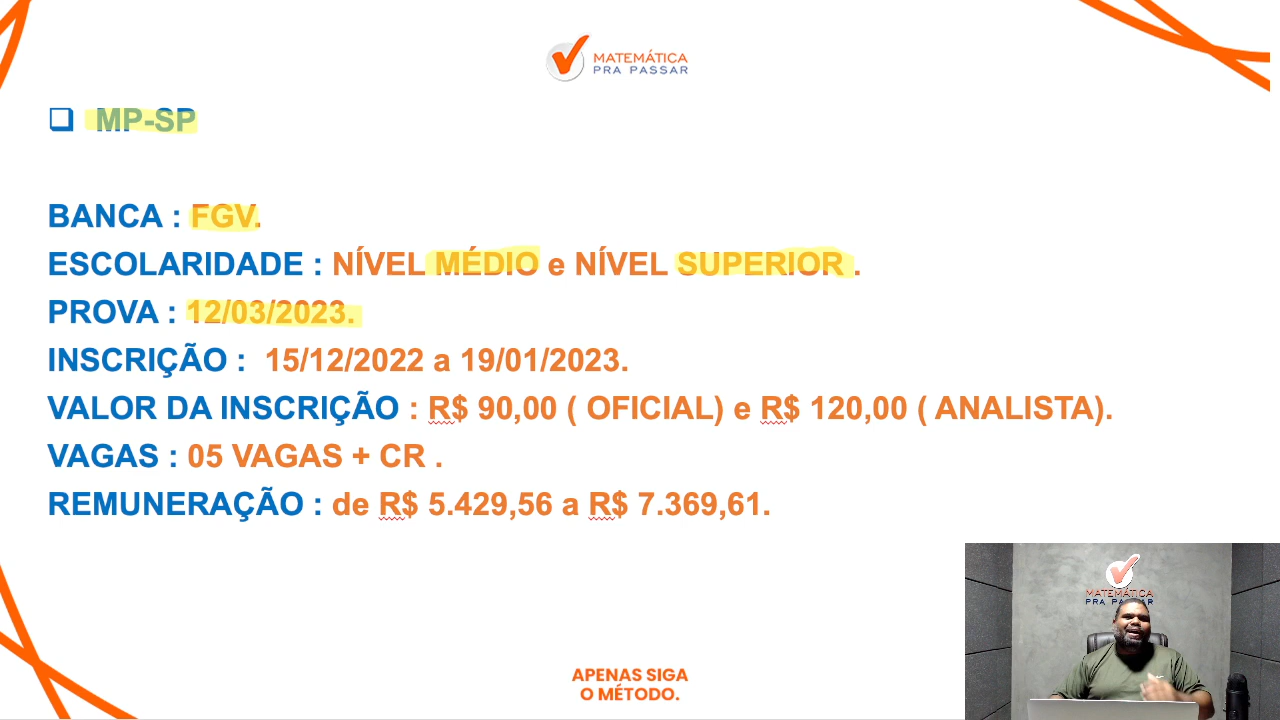 MATEMÁTICA
PRA PASSAR
MP-SP
BANCA : FGV.
ESCOLARIDADE : NÍVEL MÉDIO e NÍVEL SUPERIOR .
PROVA : 12/03/2023.
INSCRIÇÃO : 15/12/2022 a 19/01/2023.
VALOR DA INSCRIÇÃO : R$ 90,00 ( OFICIAL) e R$ 120,00 ( ANALISTA).
VAGAS : 05 VAGAS + CR .
REMUNERAÇÃO : de R$ 5.429,56 a R$ 7.369,61.
MATEMÁTICA
PRA PASSAR
APENAS SIGA
O MÉTODO.